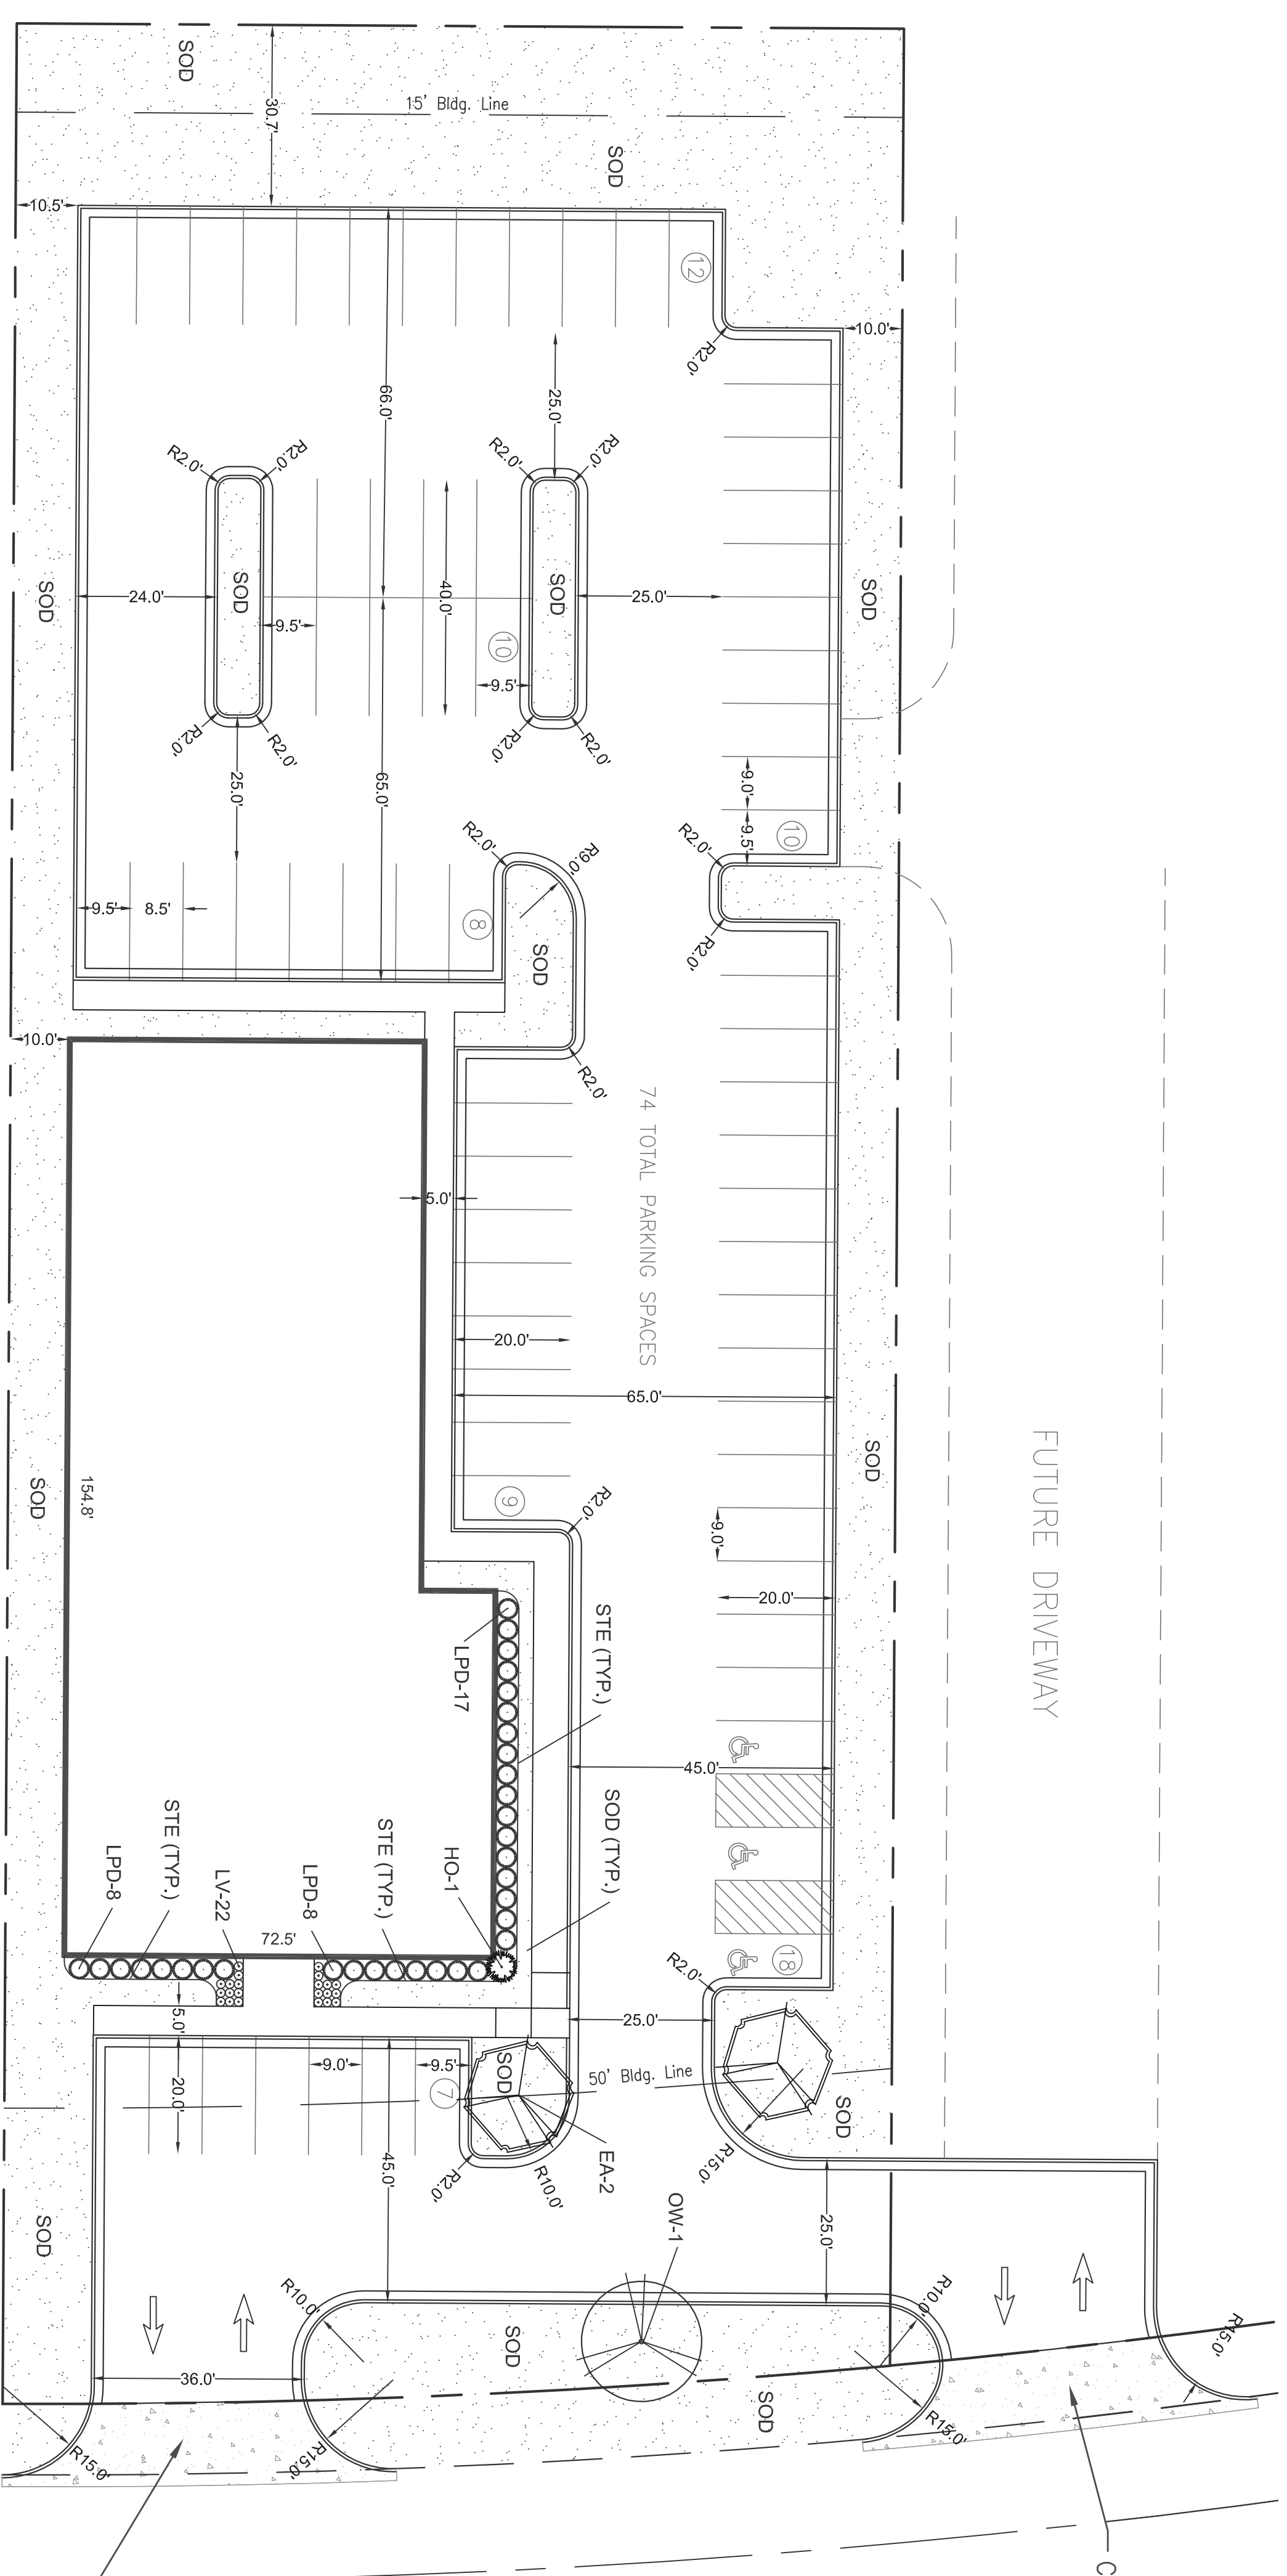 SOD
15' Bldg. Line
30.7'
SOD
10.5'
12
10.0'
R2.0'
66.0'
25.0'
R2.0'
R2.0'
R2.0'
R2.0'
SOD
24.0'
SOD
40.0'
SOD
25.0'
SOD
9.5'
10
9.5'
R2.0'
R2.0'
R2.0'
R2.0'
25.0'
65.0'
9.0'
9.5'
10
R2.0'
R9.0'
R2.0'
9.5'
8.5'
8
SOD
R2.0'
10.0'
R2.0'
74 TOTAL PARKING SPACES
5.0'
20.0'
65.0'
SOD
SOD
154.8'
9
R2.0'
9.0'
FUTURE DRIVEWAY
20.0'
STE (TYP.)
LPD-17
45.0'
SOD (TYP.)
LPD-8
STE (TYP.)
LV-22
LPD-8
STE (TYP.)
HO-1
72.5'
18
R2.0'
5.0'
25.0'
20.0'
9.0'
9.5'
7
SOD
50' Bldg. Line
SOD
45.0'
R2.0'
R10.0'
EA-2
R15.0'
OW-1
25.0'
SOD
R10.0'
R10.0'
R15.0'
SOD
36.0'
SOD
R15.0'
R15.0'
R15.0'
C